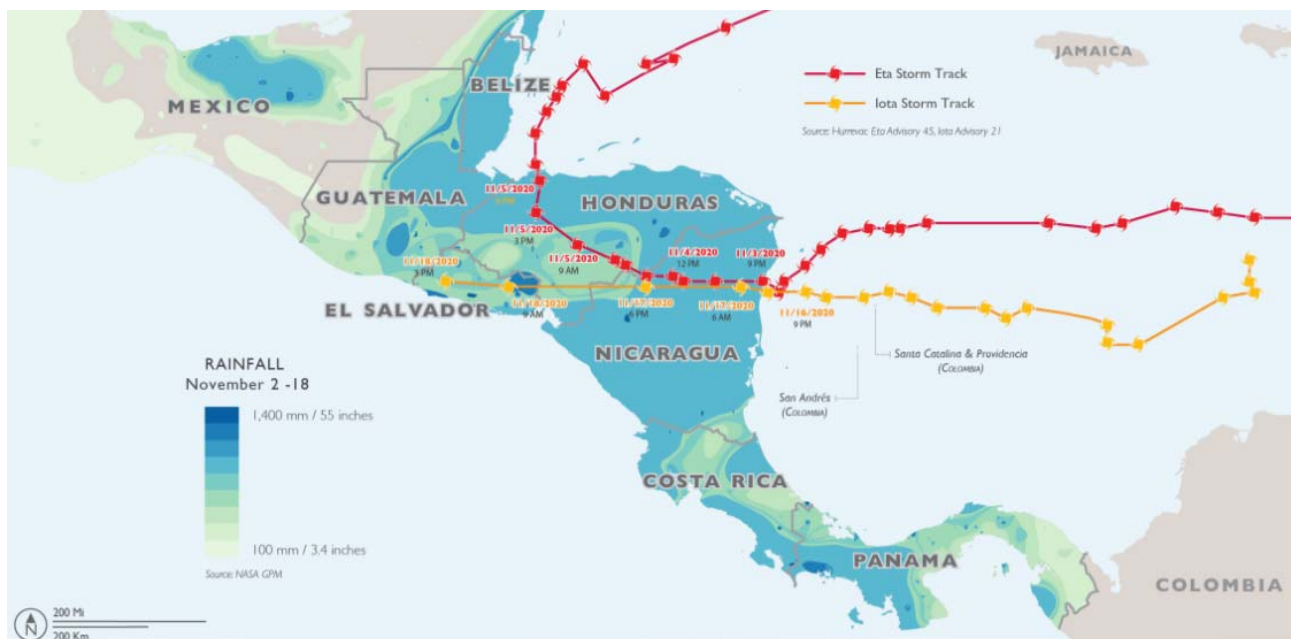 JAMAICA
Eta Storm Track
Iota Storm Track
Source: Hurrevac Eta Advisory 45, Iota Advisory 21
MEXICO
BELIZE
GUATEMALA
HONDURAS
11/5/2020
9 PM
11/5/2020
3 PM
11/5/2020
9 AM
11/4/2020
12 PM
11/3/2020
9 PM
11/18/2020
3 PM
11/18/2020
9 AM
11/17/2020
6 PM
11/17/2020
6 AM
11/16/2020
9 PM
EL SALVADOR
NICARAGUA
Santa Catalina & Providencia
(COLOMBIA)
San Andrés
(COLOMBIA)
RAINFALL
November 2 -18
1,400 mm / 55 inches
100 mm / 3.4 inches
Source: NASA GPM
COSTA RICA
PANAMA
COLOMBIA
N
200 Mi
200 Km